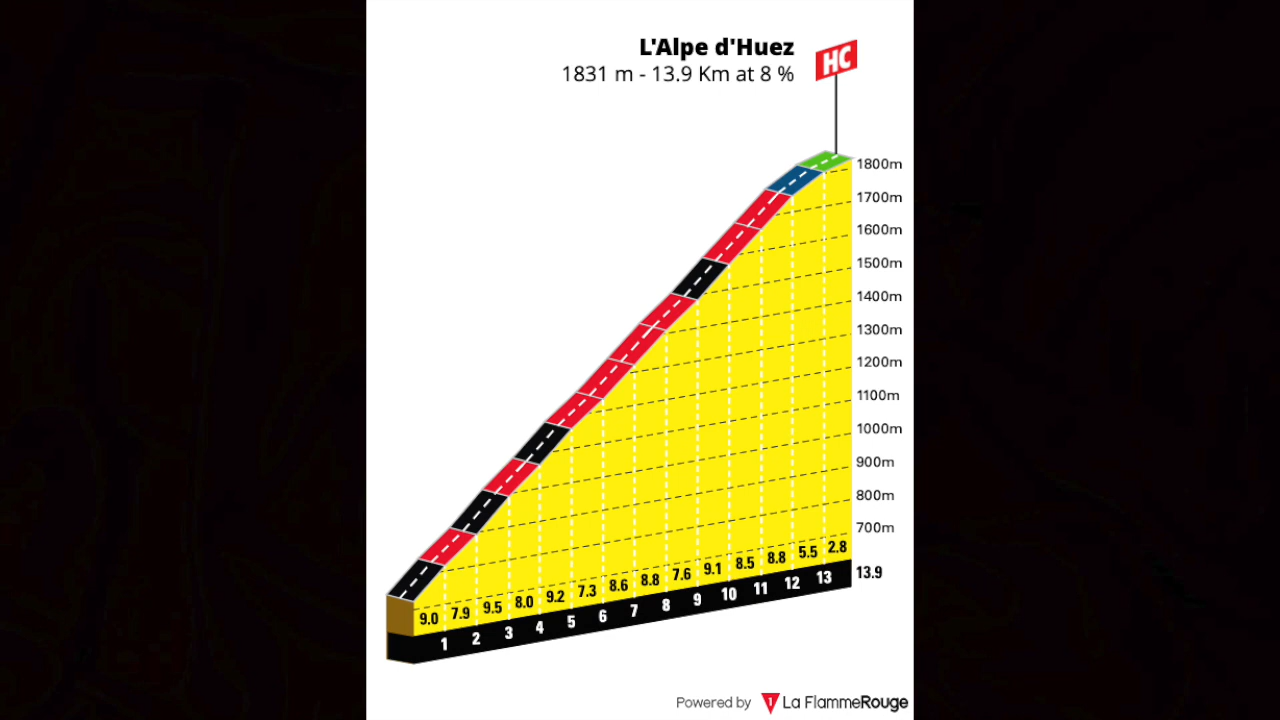 L'Alpe d'Huez
1831 m - 13.9 Km at 8 %
HC
1800m
1700m
1600m
1500m
1400m
1300m
1200m
1100m
1000m
900m
800m
700m
9.0 7.9 9.5 8.0 9.2 7.3 8.6 8.8 7.6 9.1 8.5 8.8 5.5 2.8
1 2 3 4 5 6 7 8 9 10 11 12 13 13.9
Powered by 1 La FlammeRouge